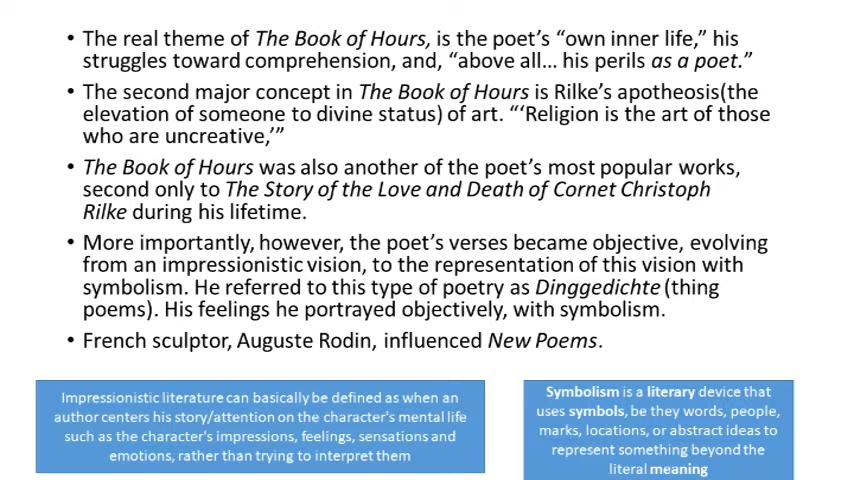 • The real theme of The Book of Hours, is the poet's “own inner life,” his
struggles toward comprehension, and, “above all… his perils as a poet.”
• The second major concept in The Book of Hours is Rilke's apotheosis(the
elevation of someone to divine status) of art. “‘Religion is the art of those
who are uncreative,’”
• The Book of Hours was also another of the poet's most popular works,
second only to The Story of the Love and Death of Cornet Christoph
Rilke during his lifetime.
• More importantly, however, the poet's verses became objective, evolving
from an impressionistic vision, to the representation of this vision with
symbolism. He referred to this type of poetry as Dinggedichte (thing
poems). His feelings he portrayed objectively, with symbolism.
• French sculptor, Auguste Rodin, influenced New Poems.
Impressionistic literature can basically be defined as when an
author centers his story/attention on the character's mental life
such as the character's impressions, feelings, sensations and
emotions, rather than trying to interpret them
Symbolism is a literary device that
uses symbols, be they words, people,
marks, locations, or abstract ideas to
represent something beyond the
literal meaning